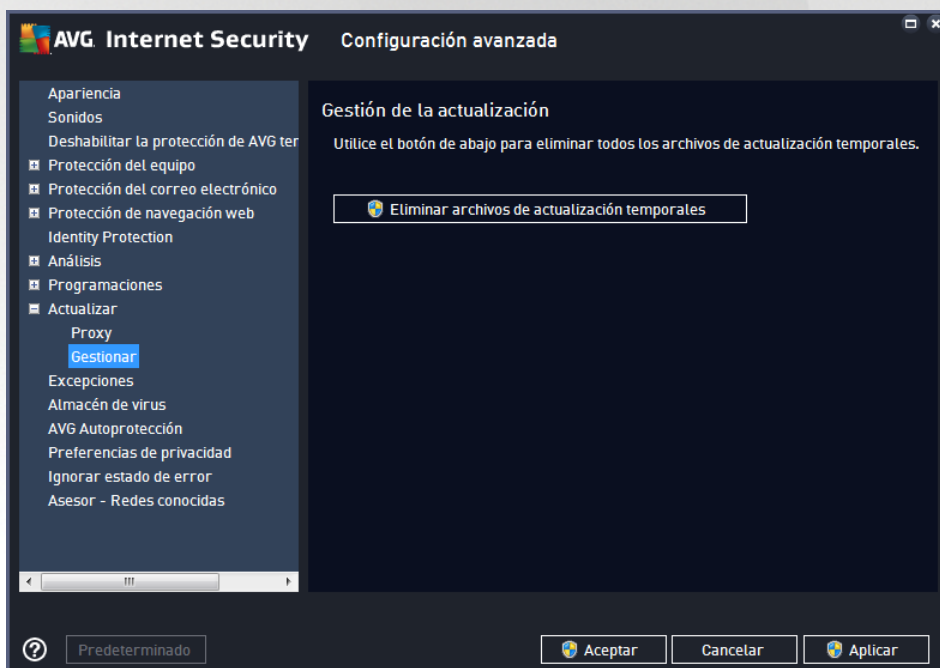 AVG Internet Security Configuración avanzada
Apariencia
Sonidos
Deshabilitar la protección de AVG ter
Protección del equipo
Protección del correo electrónico
Protección de navegación web
Identity Protection
Análisis
Programaciones
Actualizar
Proxy
Gestionar
Excepciones
Almacén de virus
AVG Autoprotección
Preferencias de privacidad
Ignorar estado de error
Asesor - Redes conocidas
Gestión de la actualización
Utilice el botón de abajo para eliminar todos los archivos de actualización temporales.
Eliminar archivos de actualización temporales
? Predeterminado
Aceptar
Cancelar
Aplicar